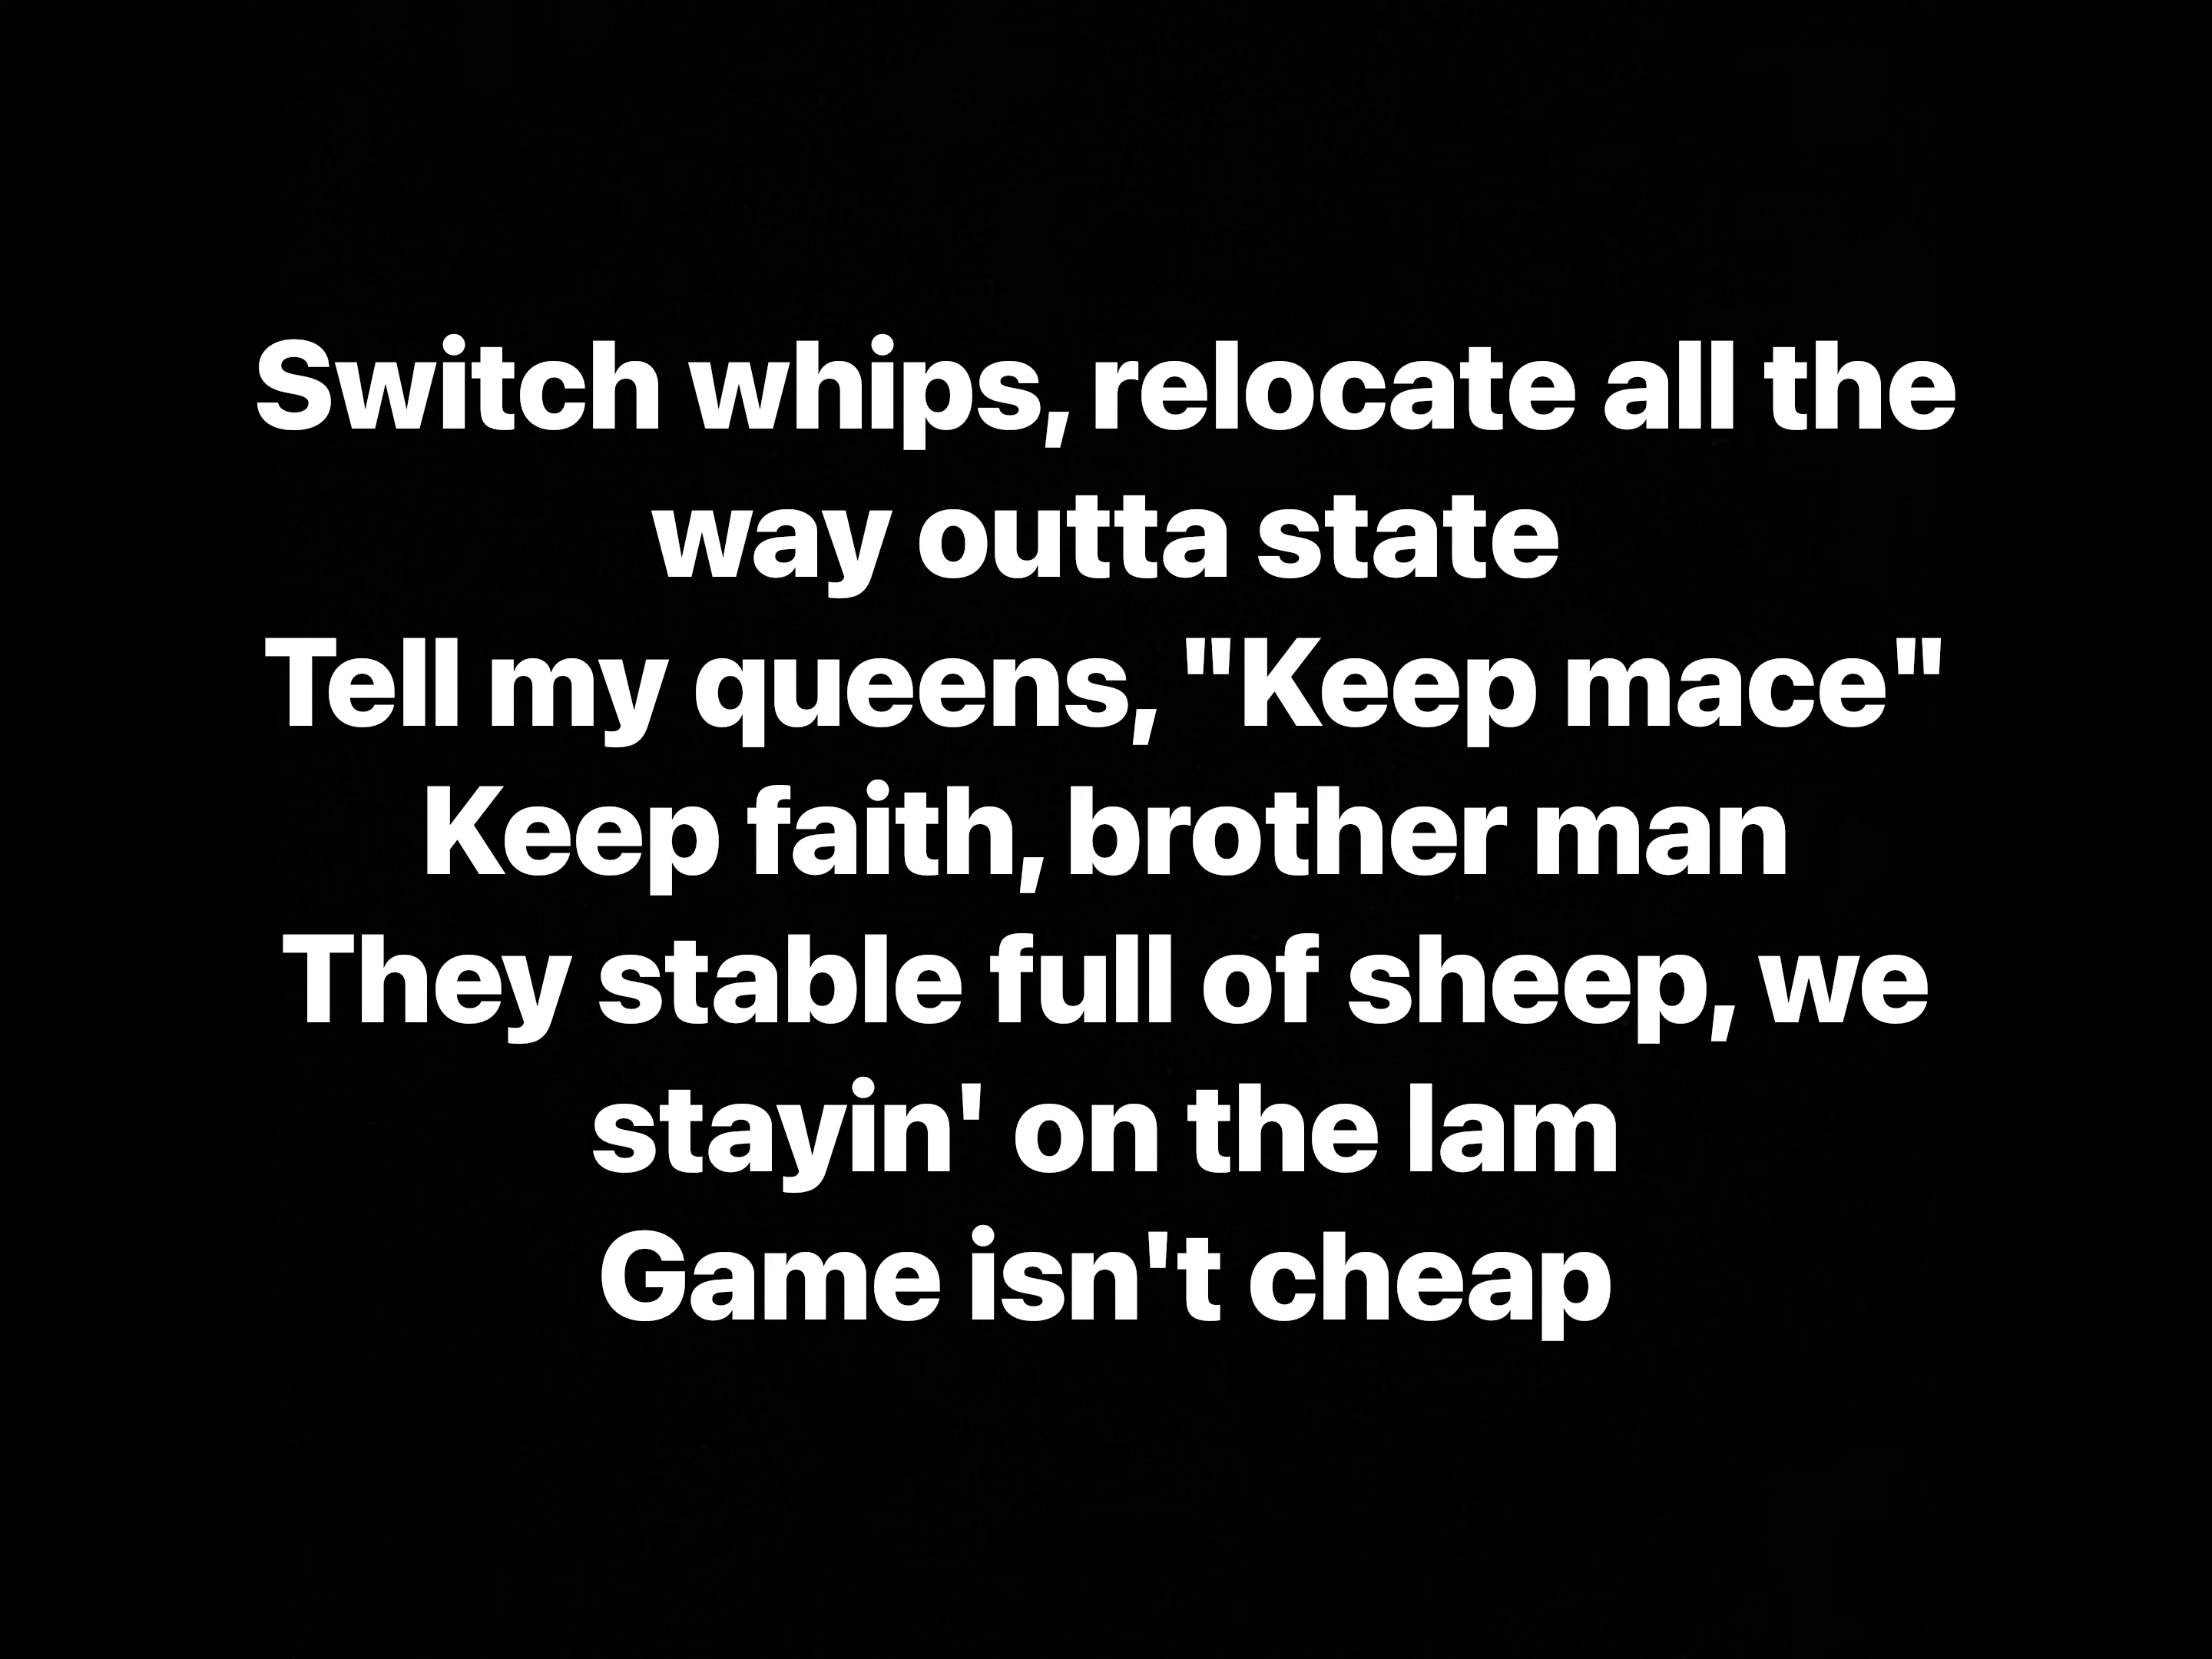 Switch whips, relocate all the
way outta state
Tell my queens, "Keep mace"
Keep faith, brother man
They stable full of sheep, we
stayin' on the lam
Game isn't cheap